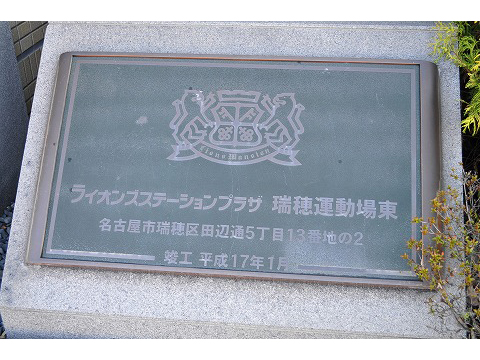 Lions Mansion
ライオンズステーションプラザ 瑞穂運動場東
名古屋市瑞穂区田辺通5丁目13番地の2
竣工 平成17年1月